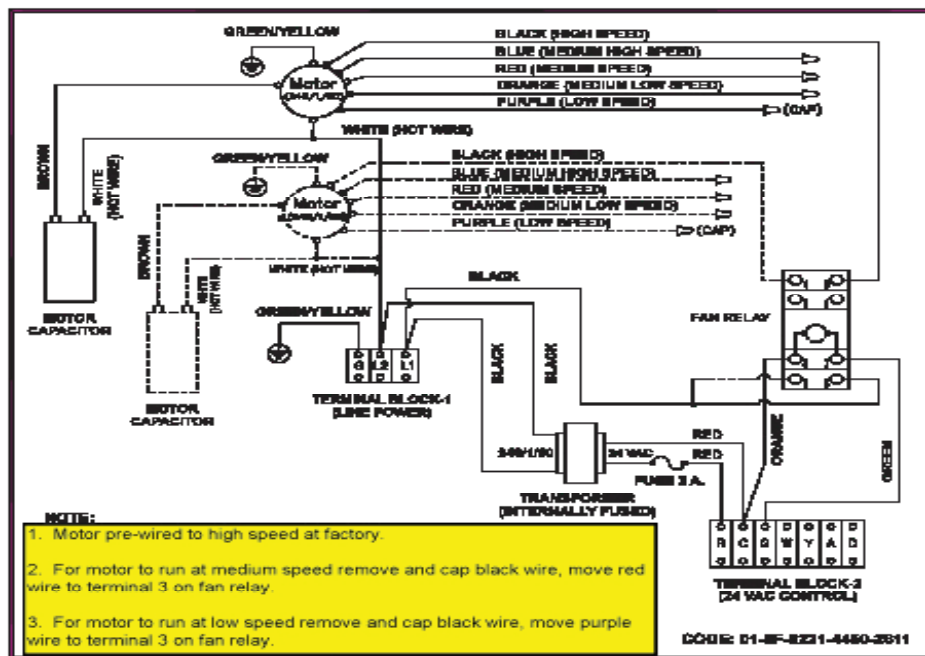 GREEN/YELLOW
BLACK (HIGH SPEED)
BLUE (MEDIUM HIGH SPEED)
RED (MEDIUM SPEED)
ORANGE (MEDIUM LOW SPEED)
PURPLE (LOW SPEED)
(CAP)
Motor
WHITE (HOT WIRE)
BROWN
WHITE
(HOT WIRE)
GREEN/YELLOW
BLACK (HIGH SPEED)
BLUE (MEDIUM HIGH SPEED)
RED (MEDIUM SPEED)
ORANGE (MEDIUM LOW SPEED)
PURPLE (LOW SPEED)
(CAP)
Motor
WHITE (HOT WIRE)
BROWN
WHITE
(HOT WIRE)
MOTOR
CAPACITOR
MOTOR
CAPACITOR
GREEN/YELLOW
BLACK
FAN RELAY
G L2 L1
TERMINAL BLOCK-1
(LINE POWER)
BLACK
BLACK
24 VAC
RED
RED
FUSE 3 A.
TRANSFORMER
(INTERNALLY FUSED)
ORANGE
GREEN
R C G W Y A
TERMINAL BLOCK-2
(24 VAC CONTROL)
NOTE:
1. Motor pre-wired to high speed at factory.
2. For motor to run at medium speed remove and cap black wire, move red
wire to terminal 3 on fan relay.
3. For motor to run at low speed remove and cap black wire, move purple
wire to terminal 3 on fan relay.
CODE: